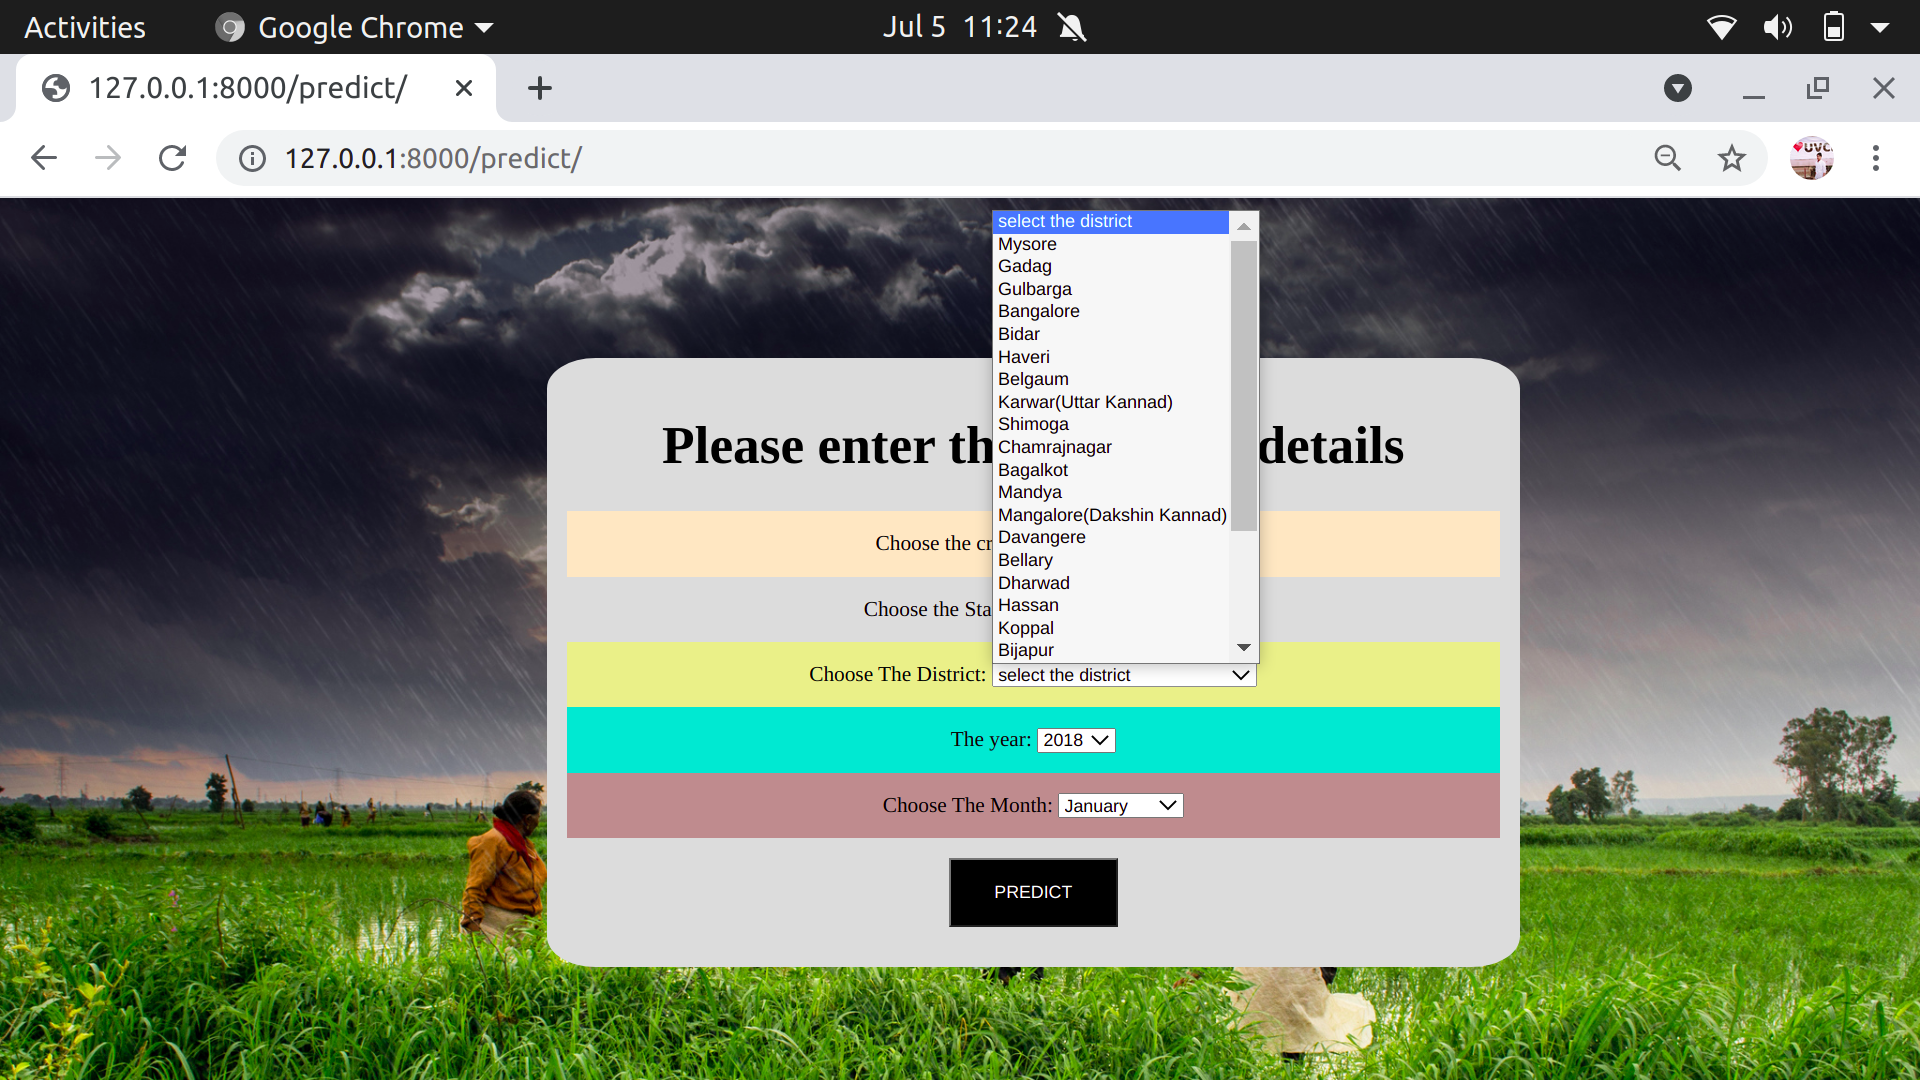 Activities
Google Chrome
Jul 5 11:24
127.0.0.1:8000/predict/
127.0.0.1:8000/predict/
UVC
select the district
Mysore
Gadag
Gulbarga
Bangalore
Bidar
Haveri
Belgaum
Karwar(Uttar Kannad)
Shimoga
Chamrajnagar
Bagalkot
Mandya
Mangalore(Dakshin Kannad)
Davangere
Bellary
Dharwad
Hassan
Koppal
Bijapur
Please enter th details
Choose the cr
Choose the Sta
Choose The District: select the district
The year: 2018
Choose The Month: January
PREDICT